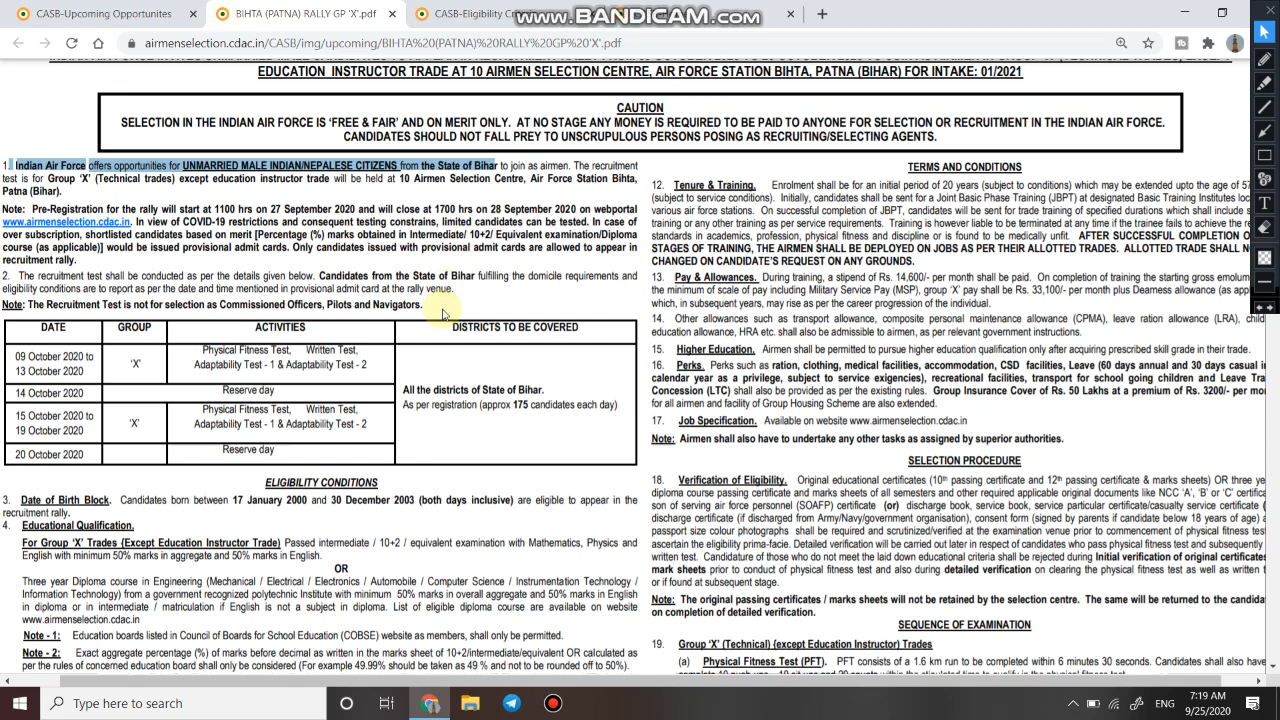 CASB-Upcoming Opportunites
BIHTA (PATNA) RALLY GP 'X'.pdf
CASB-Eligibility Cri
www.BANDICAM.com
airmenselection.cdac.in/CASB/img/upcoming/BIHTA%20(PATNA)%20RALLY%20GP%20'X'.pdf
EDUCATION INSTRUCTOR TRADE AT 10 AIRMEN SELECTION CENTRE, AIR FORCE STATION BIHTA, PATNA (BIHAR) FOR INTAKE: 01/2021
CAUTION
SELECTION IN THE INDIAN AIR FORCE IS 'FREE & FAIR' AND ON MERIT ONLY. AT NO STAGE ANY MONEY IS REQUIRED TO BE PAID TO ANYONE FOR SELECTION OR RECRUITMENT IN THE INDIAN AIR FORCE.
CANDIDATES SHOULD NOT FALL PREY TO UNSCRUPULOUS PERSONS POSING AS RECRUITING/SELECTING AGENTS.
1. Indian Air Force offers opportunities for UNMARRIED MALE INDIAN/NEPALESE CITIZENS from the State of Bihar to join as airmen. The recruitment
test is for Group 'X' (Technical trades) except education instructor trade will be held at 10 Airmen Selection Centre, Air Force Station Bihta,
Patna (Bihar).
Note: Pre-Registration for the rally will start at 1100 hrs on 27 September 2020 and will close at 1700 hrs on 28 September 2020 on webportal
www.airmenselection.cdac.in. In view of COVID-19 restrictions and consequent testing constrains, limited candidates can be tested. In case of
over subscription, shortlisted candidates based on merit [Percentage (%) marks obtained in Intermediate/ 10+2/ Equivalent examination/Diploma
course (as applicable)] would be issued provisional admit cards. Only candidates issued with provisional admit cards are allowed to appear in
recruitment rally.
2. The recruitment test shall be conducted as per the details given below. Candidates from the State of Bihar fulfilling the domicile requirements and
eligibility conditions are to report as per the date and time mentioned in provisional admit card at the rally venue.
Note: The Recruitment Test is not for selection as Commissioned Officers, Pilots and Navigators.
DATE GROUP ACTIVITIES DISTRICTS TO BE COVERED
09 October 2020 to
13 October 2020
'X'
Physical Fitness Test, Written Test,
Adaptability Test - 1 & Adaptability Test - 2
14 October 2020
Reserve day
15 October 2020 to
19 October 2020
'X'
Physical Fitness Test, Written Test,
Adaptability Test - 1 & Adaptability Test - 2
20 October 2020
Reserve day
All the districts of State of Bihar.
As per registration (approx 175 candidates each day)
ELIGIBILITY CONDITIONS
3. Date of Birth Block. Candidates born between 17 January 2000 and 30 December 2003 (both days inclusive) are eligible to appear in the
recruitment rally.
4. Educational Qualification.
For Group 'X' Trades {Except Education Instructor Trade} Passed intermediate / 10+2 / equivalent examination with Mathematics, Physics and
English with minimum 50% marks in aggregate and 50% marks in English.
OR
Three year Diploma course in Engineering (Mechanical / Electrical / Electronics / Automobile / Computer Science / Instrumentation Technology /
Information Technology) from a government recognized polytechnic Institute with minimum 50% marks in overall aggregate and 50% marks in English
in diploma or in intermediate / matriculation if English is not a subject in diploma. List of eligible diploma course are available on website
www.airmenselection.cdac.in
Note - 1: Education boards listed in Council of Boards for School Education (COBSE) website as members, shall only be permitted.
Note - 2: Exact aggregate percentage (%) of marks before decimal as written in the marks sheet of 10+2/intermediate/equivalent OR calculated as
per the rules of concerned education board shall only be considered (For example 49.99% should be taken as 49 % and not to be rounded off to 50%).
TERMS AND CONDITIONS
12. Tenure & Training. Enrolment shall be for an initial period of 20 years (subject to conditions) which may be extended upto the age of 57
(subject to service conditions). Initially, candidates shall be sent for a Joint Basic Phase Training (JBPT) at designated Basic Training Institutes loc
various air force stations. On successful completion of JBPT, candidates will be sent for trade training of specified durations which shall include
training or any other training as per service requirements. Training is however liable to be terminated at any time if the trainee fails to achieve the re
standards in academics, profession, physical fitness and discipline or is found to be medically unfit. AFTER SUCCESSFUL COMPLETION O
STAGES OF TRAINING, THE AIRMEN SHALL BE DEPLOYED ON JOBS AS PER THEIR ALLOTTED TRADES. ALLOTTED TRADE SHALL N
CHANGED ON CANDIDATE'S REQUEST ON ANY GROUNDS.
13. Pay & Allowances. During training, a stipend of Rs. 14,600/- per month shall be paid. On completion of training the starting gross emolum
the minimum of scale of pay including Military Service Pay (MSP), group 'X' pay shall be Rs. 33,100/- per month plus Dearness allowance (as app
which, in subsequent years, may rise as per the career progression of the individual.
14. Other allowances such as transport allowance, composite personal maintenance allowance (CPMA), leave ration allowance (LRA), child
education allowance, HRA etc. shall also be admissible to airmen, as per relevant government instructions.
15. Higher Education. Airmen shall be permitted to pursue higher education qualification only after acquiring prescribed skill grade in their trade.
16. Perks. Perks such as ration, clothing, medical facilities, accommodation, CSD facilities, Leave (60 days annual and 30 days casual in
calendar year as a privilege, subject to service exigencies), recreational facilities, transport for school going children and Leave Tra
Concession (LTC) shall also be provided as per the existing rules. Group Insurance Cover of Rs. 50 Lakhs at a premium of Rs. 3200/- per mo
for all airmen and facility of Group Housing Scheme are also extended.
17. Job Specification. Available on website www.airmenselection.cdac.in
Note: Airmen shall also have to undertake any other tasks as assigned by superior authorities.
SELECTION PROCEDURE
18. Verification of Eligibility. Original educational certificates (10th passing certificate and 12th passing certificate & marks sheets) OR three ye
diploma course passing certificate and marks sheets of all semesters and other required applicable original documents like NCC 'A', 'B' or 'C' certifica
son of serving air force personnel (SOAFP) certificate (or) discharge book, service book, service particular certificate/casualty service certificate (
discharge certificate (if discharged from Army/Navy/government organisation), consent form (signed by parents if candidate below 18 years of age) a
passport size colour photographs shall be required and scrutinized/verified at the examination venue prior to commencement of physical fitness test
ascertain the eligibility prima-facie. Detailed verification will be carried out later in respect of candidates who pass physical fitness test and subsequently
written test. Candidature of those who do not meet the laid down educational criteria shall be rejected during Initial verification of original certificates
mark sheets prior to conduct of physical fitness test and also during detailed verification on clearing the physical fitness test as well as written t
or if found at subsequent stage.
Note: The original passing certificates / marks sheets will not be retained by the selection centre. The same will be returned to the candida
on completion of detailed verification.
SEQUENCE OF EXAMINATION
19. Group 'X' (Technical) {except Education Instructor) Trades
(a) Physical Fitness Test (PFT). PFT consists of a 1.6 km run to be completed within 6 minutes 30 seconds. Candidates shall also have
Type here to search
ENG
7:19 AM
9/25/2020